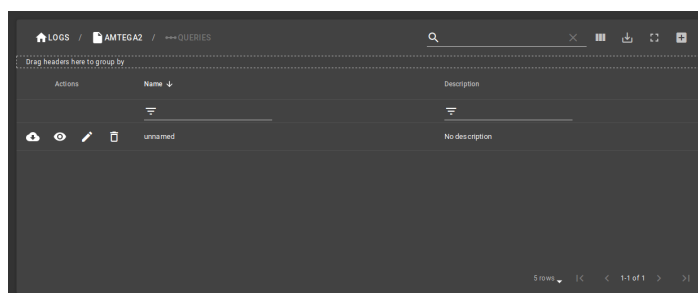 LOGS / AMTEGA2 / QUERIES
Drag headers here to group by
Actions Name Description
unnamed No description
5 rows 1-1 of 1